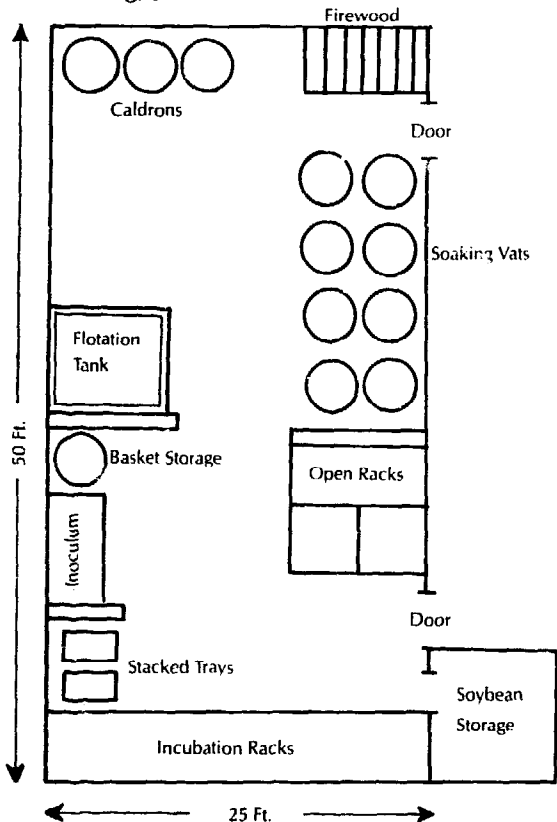 Firewood
Caldrons
Door
Soaking Vats
Flotation
Tank
50 Ft.
Basket Storage
Open Racks
Inoculum
Door
Stacked Trays
Soybean
Storage
Incubation Racks
25 Ft.